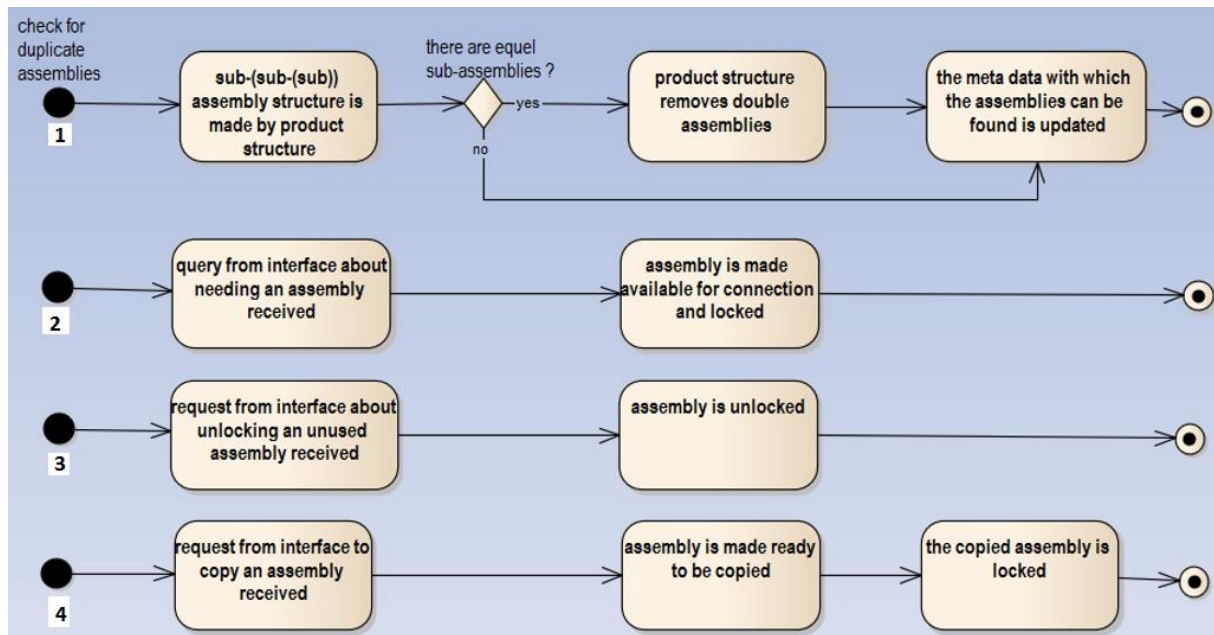 check for
duplicate
assemblies
1
sub-(sub-(sub))
assembly structure is
made by product
structure
there are equel
sub-assemblies ?
yes
no
product structure
removes double
assemblies
the meta data with which
the assemblies can be
found is updated
2
query from interface about
needing an assembly
received
assembly is made
available for connection
and locked
3
request from interface about
unlocking an unused
assembly received
assembly is unlocked
4
request from interface to
copy an assembly
received
assembly is made ready
to be copied
the copied assembly is
locked